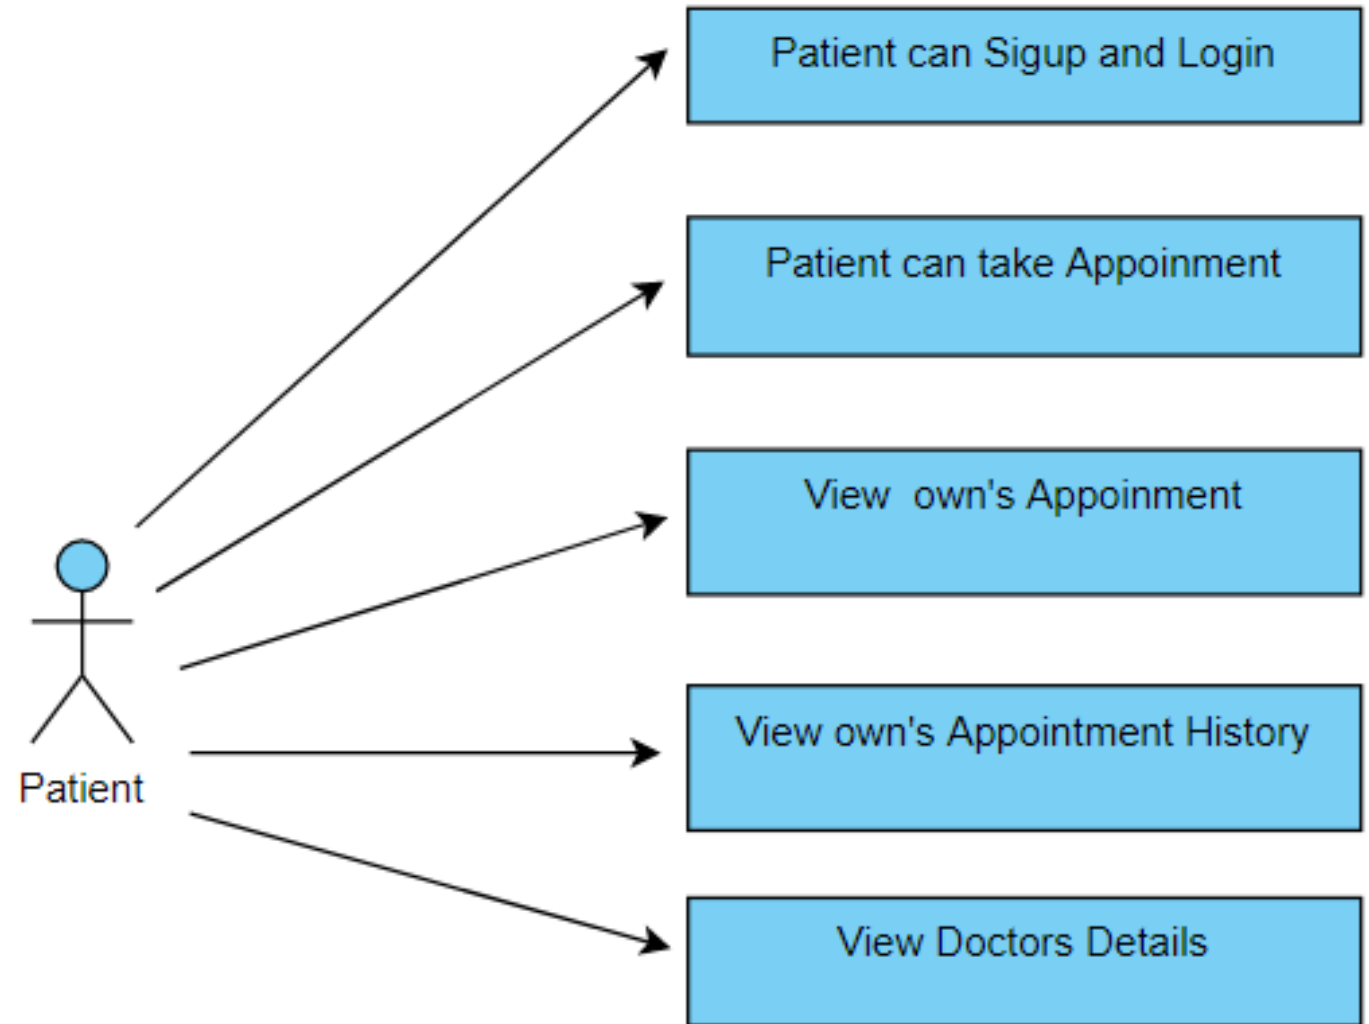 Patient can Sigup and Login
Patient can take Appoinment
View  own's Appoinment
View own's Appointment History
Patient
View Doctors Details